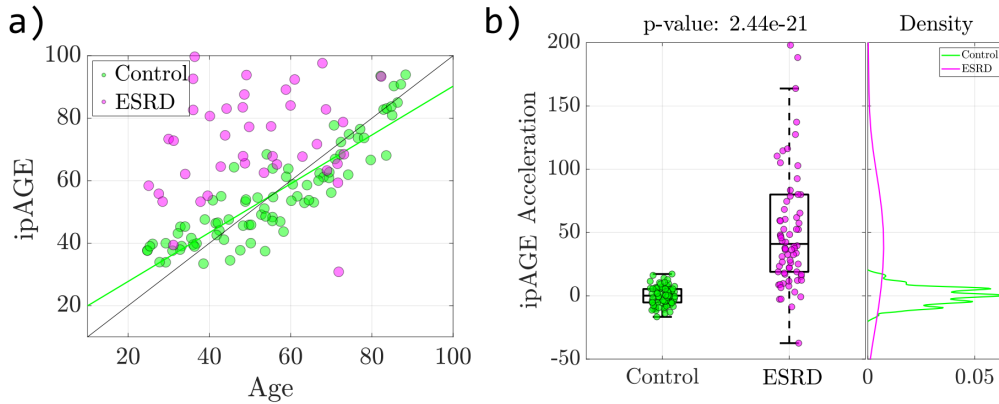 a)
ipAGE
100
80
60
40
20
Control
ESRD
20 40 60 80 100
Age
b)
p-value: 2.44e-21
Density
ipAGE Acceleration
200
150
100
50
0
-50
Control ESRD
Control
ESRD
0 0.05